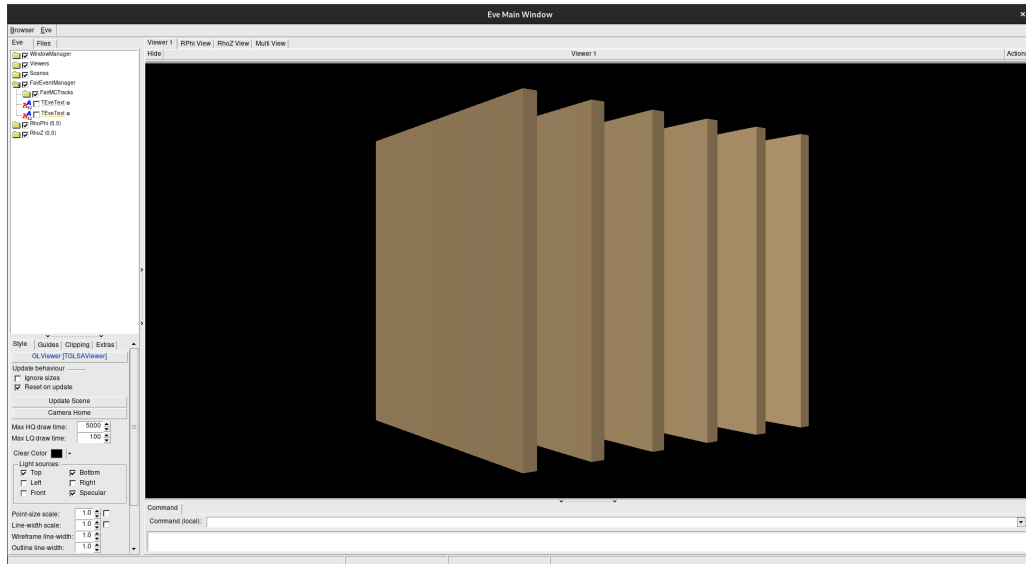 Eve Main Window ×
Browser Eve
Eve Files
Viewer 1 RPhi View RhoZ View Multi View
Hide Viewer 1 Actions
WindowManager
Viewers
Scenes
FairEventManager
FairMCTracks
TEveText
TEveText
RhoPhi (0.0)
RhoZ (0.0)
Style Guides Clipping Extras
GLViewer [TGLSAViewer]
Update behaviour
Ignore sizes
Reset on update
Update Scene
Camera Home
Max HQ draw time: 5000
Max LQ draw time: 100
Clear Color
Light sources:
Top Bottom
Left Right
Front Specular
Point-size scale: 1.0
Line-width scale: 1.0
Wireframe line-width: 1.0
Outline line-width: 1.0
Command
Command (local):